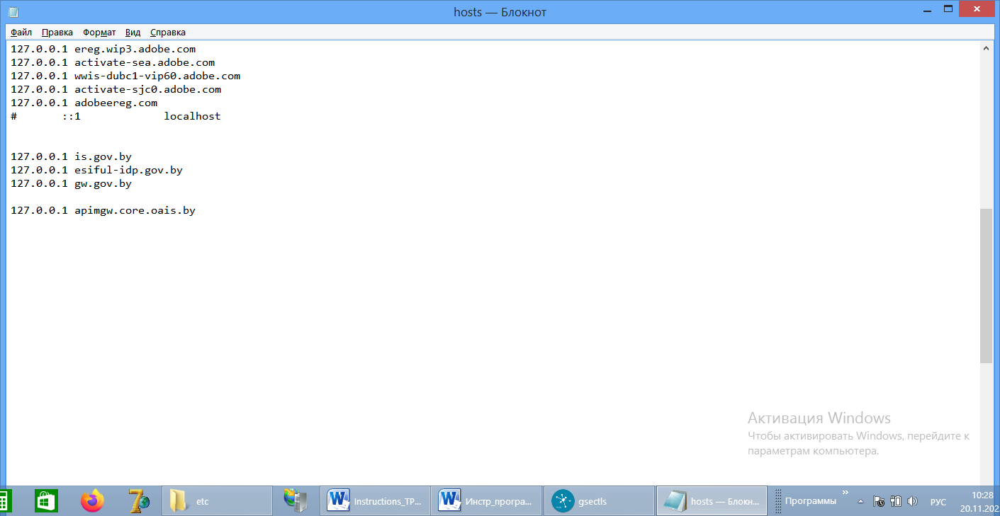 hosts — Блокнот
Файл Правка Формат Вид Справка
127.0.0.1 ereg.wip3.adobe.com
127.0.0.1 activate-sea.adobe.com
127.0.0.1 wwis-dubc1-vip60.adobe.com
127.0.0.1 activate-sjc0.adobe.com
127.0.0.1 adobeereg.com
# ::1 localhost
127.0.0.1 is.gov.by
127.0.0.1 esiful-idp.gov.by
127.0.0.1 gw.gov.by
127.0.0.1 apimgw.core.oais.by
Активация Windows
Чтобы активировать Windows, перейдите к
параметрам компьютера.
etc Instructions_TP... Инстр_програ... gsectls hosts — Блокн... Программы » РУС 10:28
20.11.202